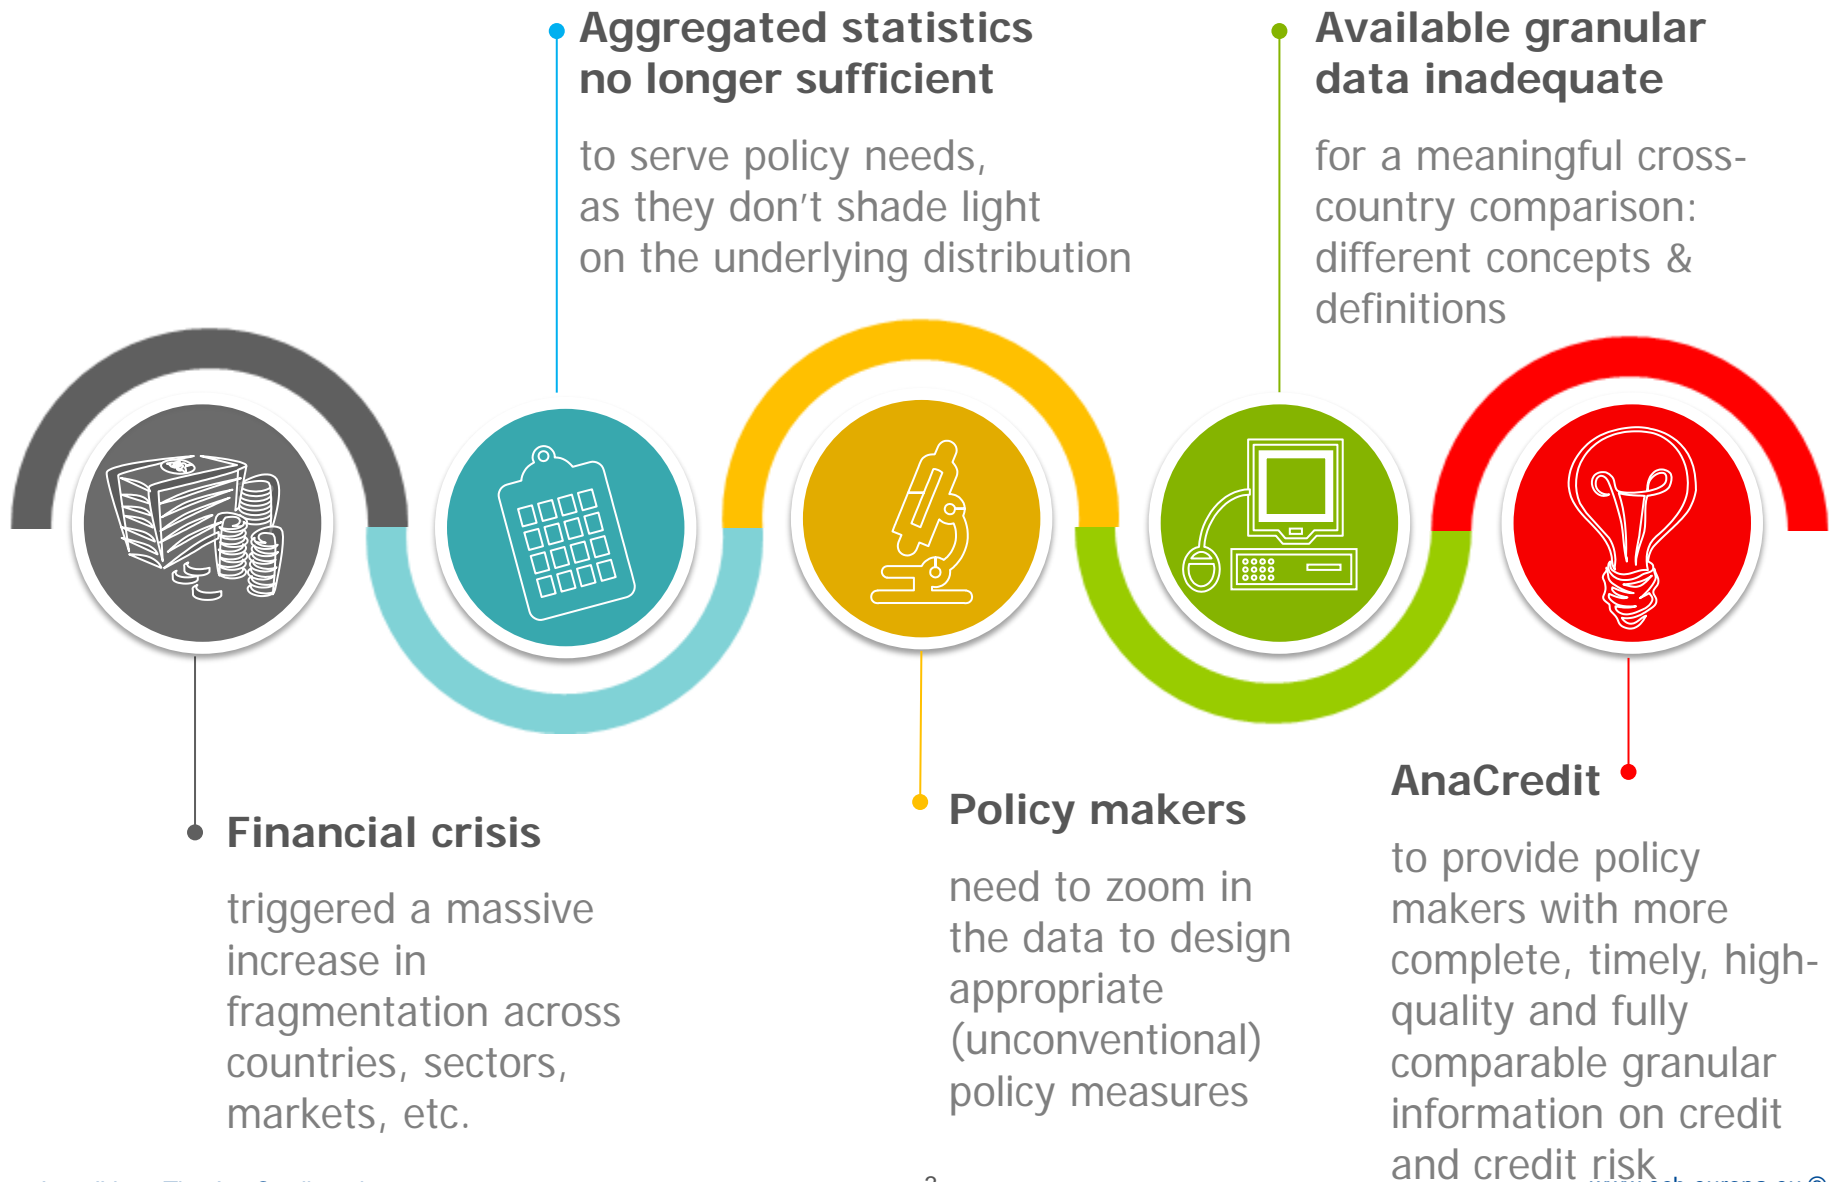 Aggregated statistics
no longer sufficient
to serve policy needs,
as they don't shade light
on the underlying distribution
Available granular
data inadequate
for a meaningful cross-
country comparison:
different concepts &
definitions
Financial crisis
triggered a massive
increase in
fragmentation across
countries, sectors,
markets, etc.
Policy makers
need to zoom in
the data to design
appropriate
(unconventional)
policy measures
AnaCredit
to provide policy
makers with more
complete, timely, high-
quality and fully
comparable granular
information on credit
and credit risk